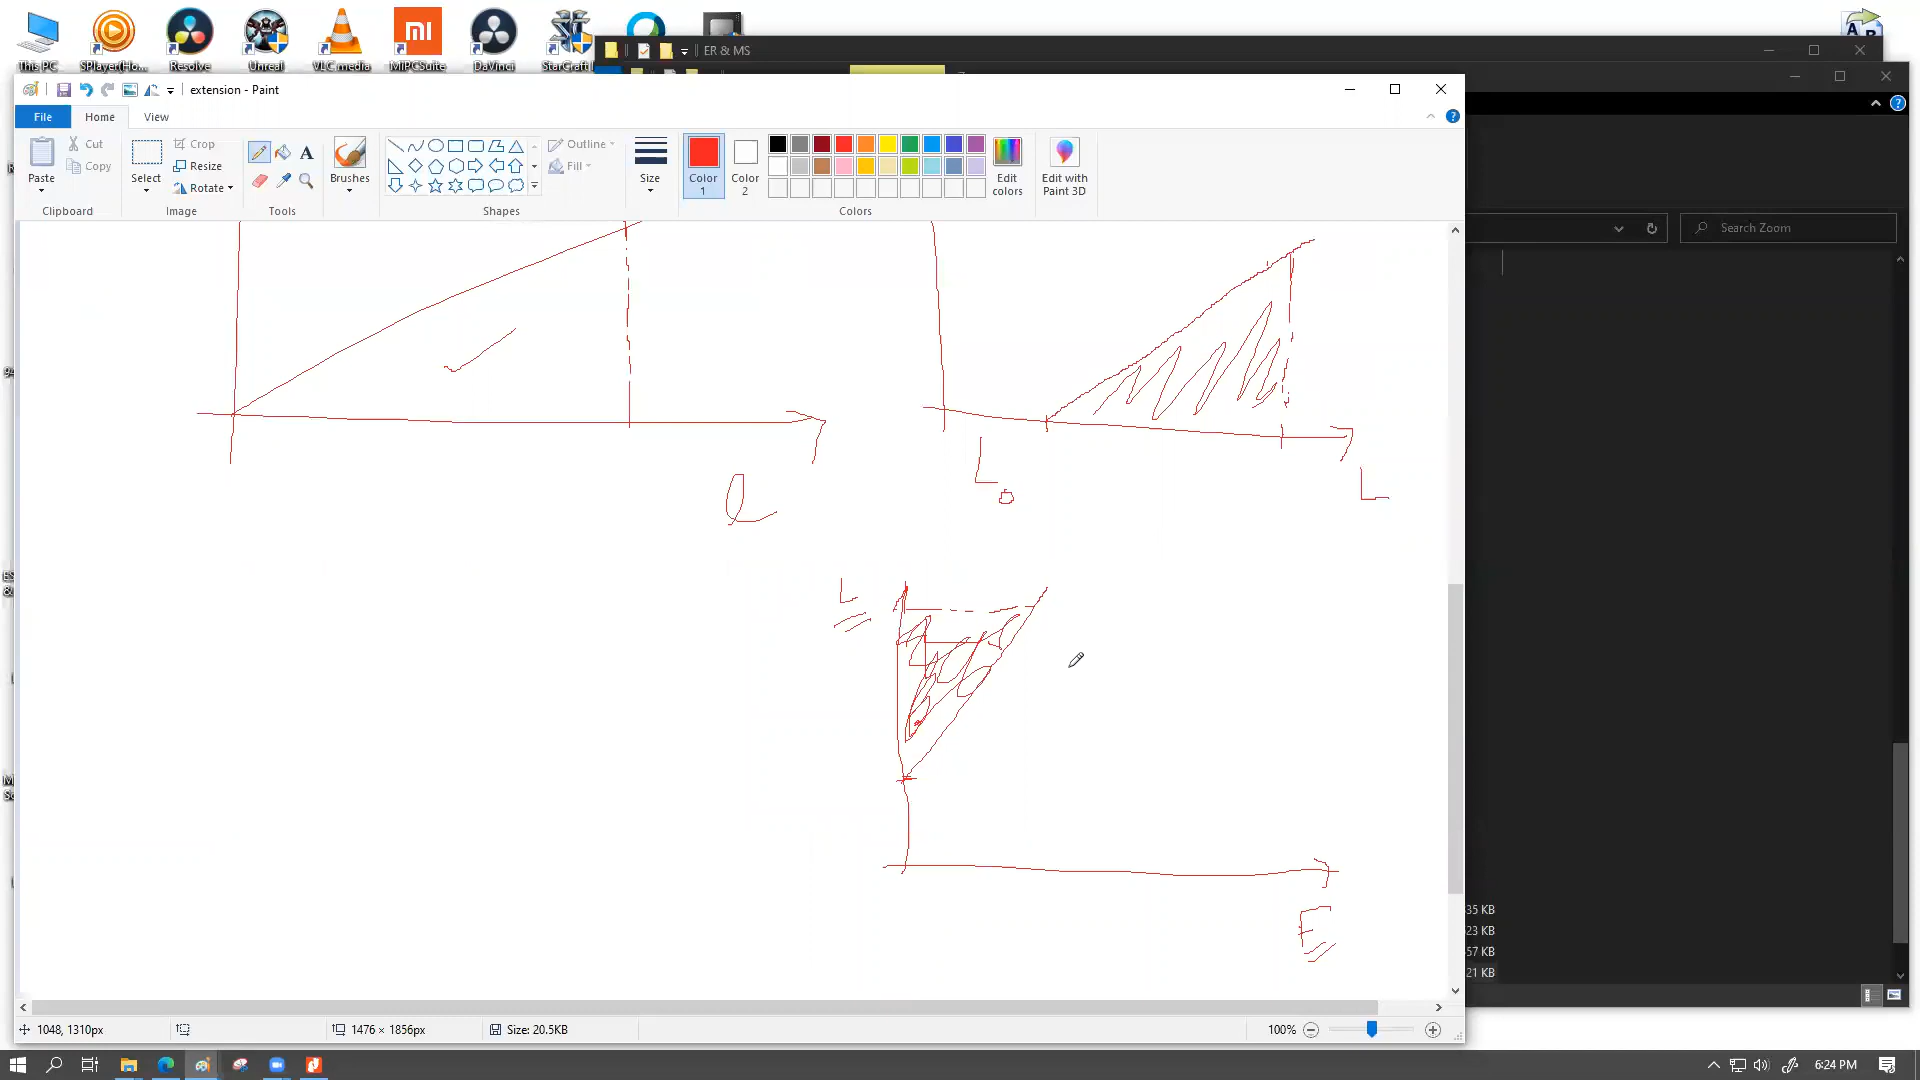 This PC
SPlayer(Ho...
Resolve
Unreal
VLC media
MiPCSuite
DaVinci
ER & MS
extension - Paint
File
Home
View
Paste
Cut
Copy
Clipboard
Select
Crop
Resize
Rotate
Image
Tools
Brushes
Shapes
Outline
Fill
Size
Color 1
Color 2
Colors
Edit colors
Edit with Paint 3D
Search Zoom
l
L₀
L
L
E
35 KB
23 KB
57 KB
21 KB
1048, 1310px
1476 × 1856px
Size: 20.5KB
100%
6:24 PM